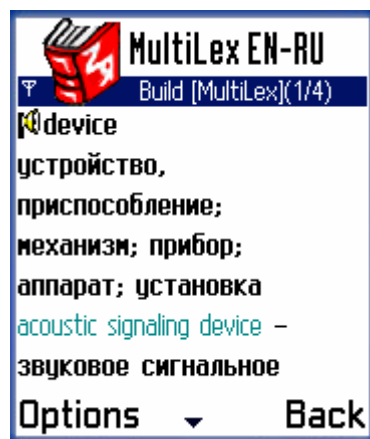 MultiLex EN-RU
Build [MultiLex](1/4)
device
устройство,
приспособление;
механизм; прибор;
аппарат; установка
acoustic signaling device –
звуковое сигнальное
Options Back